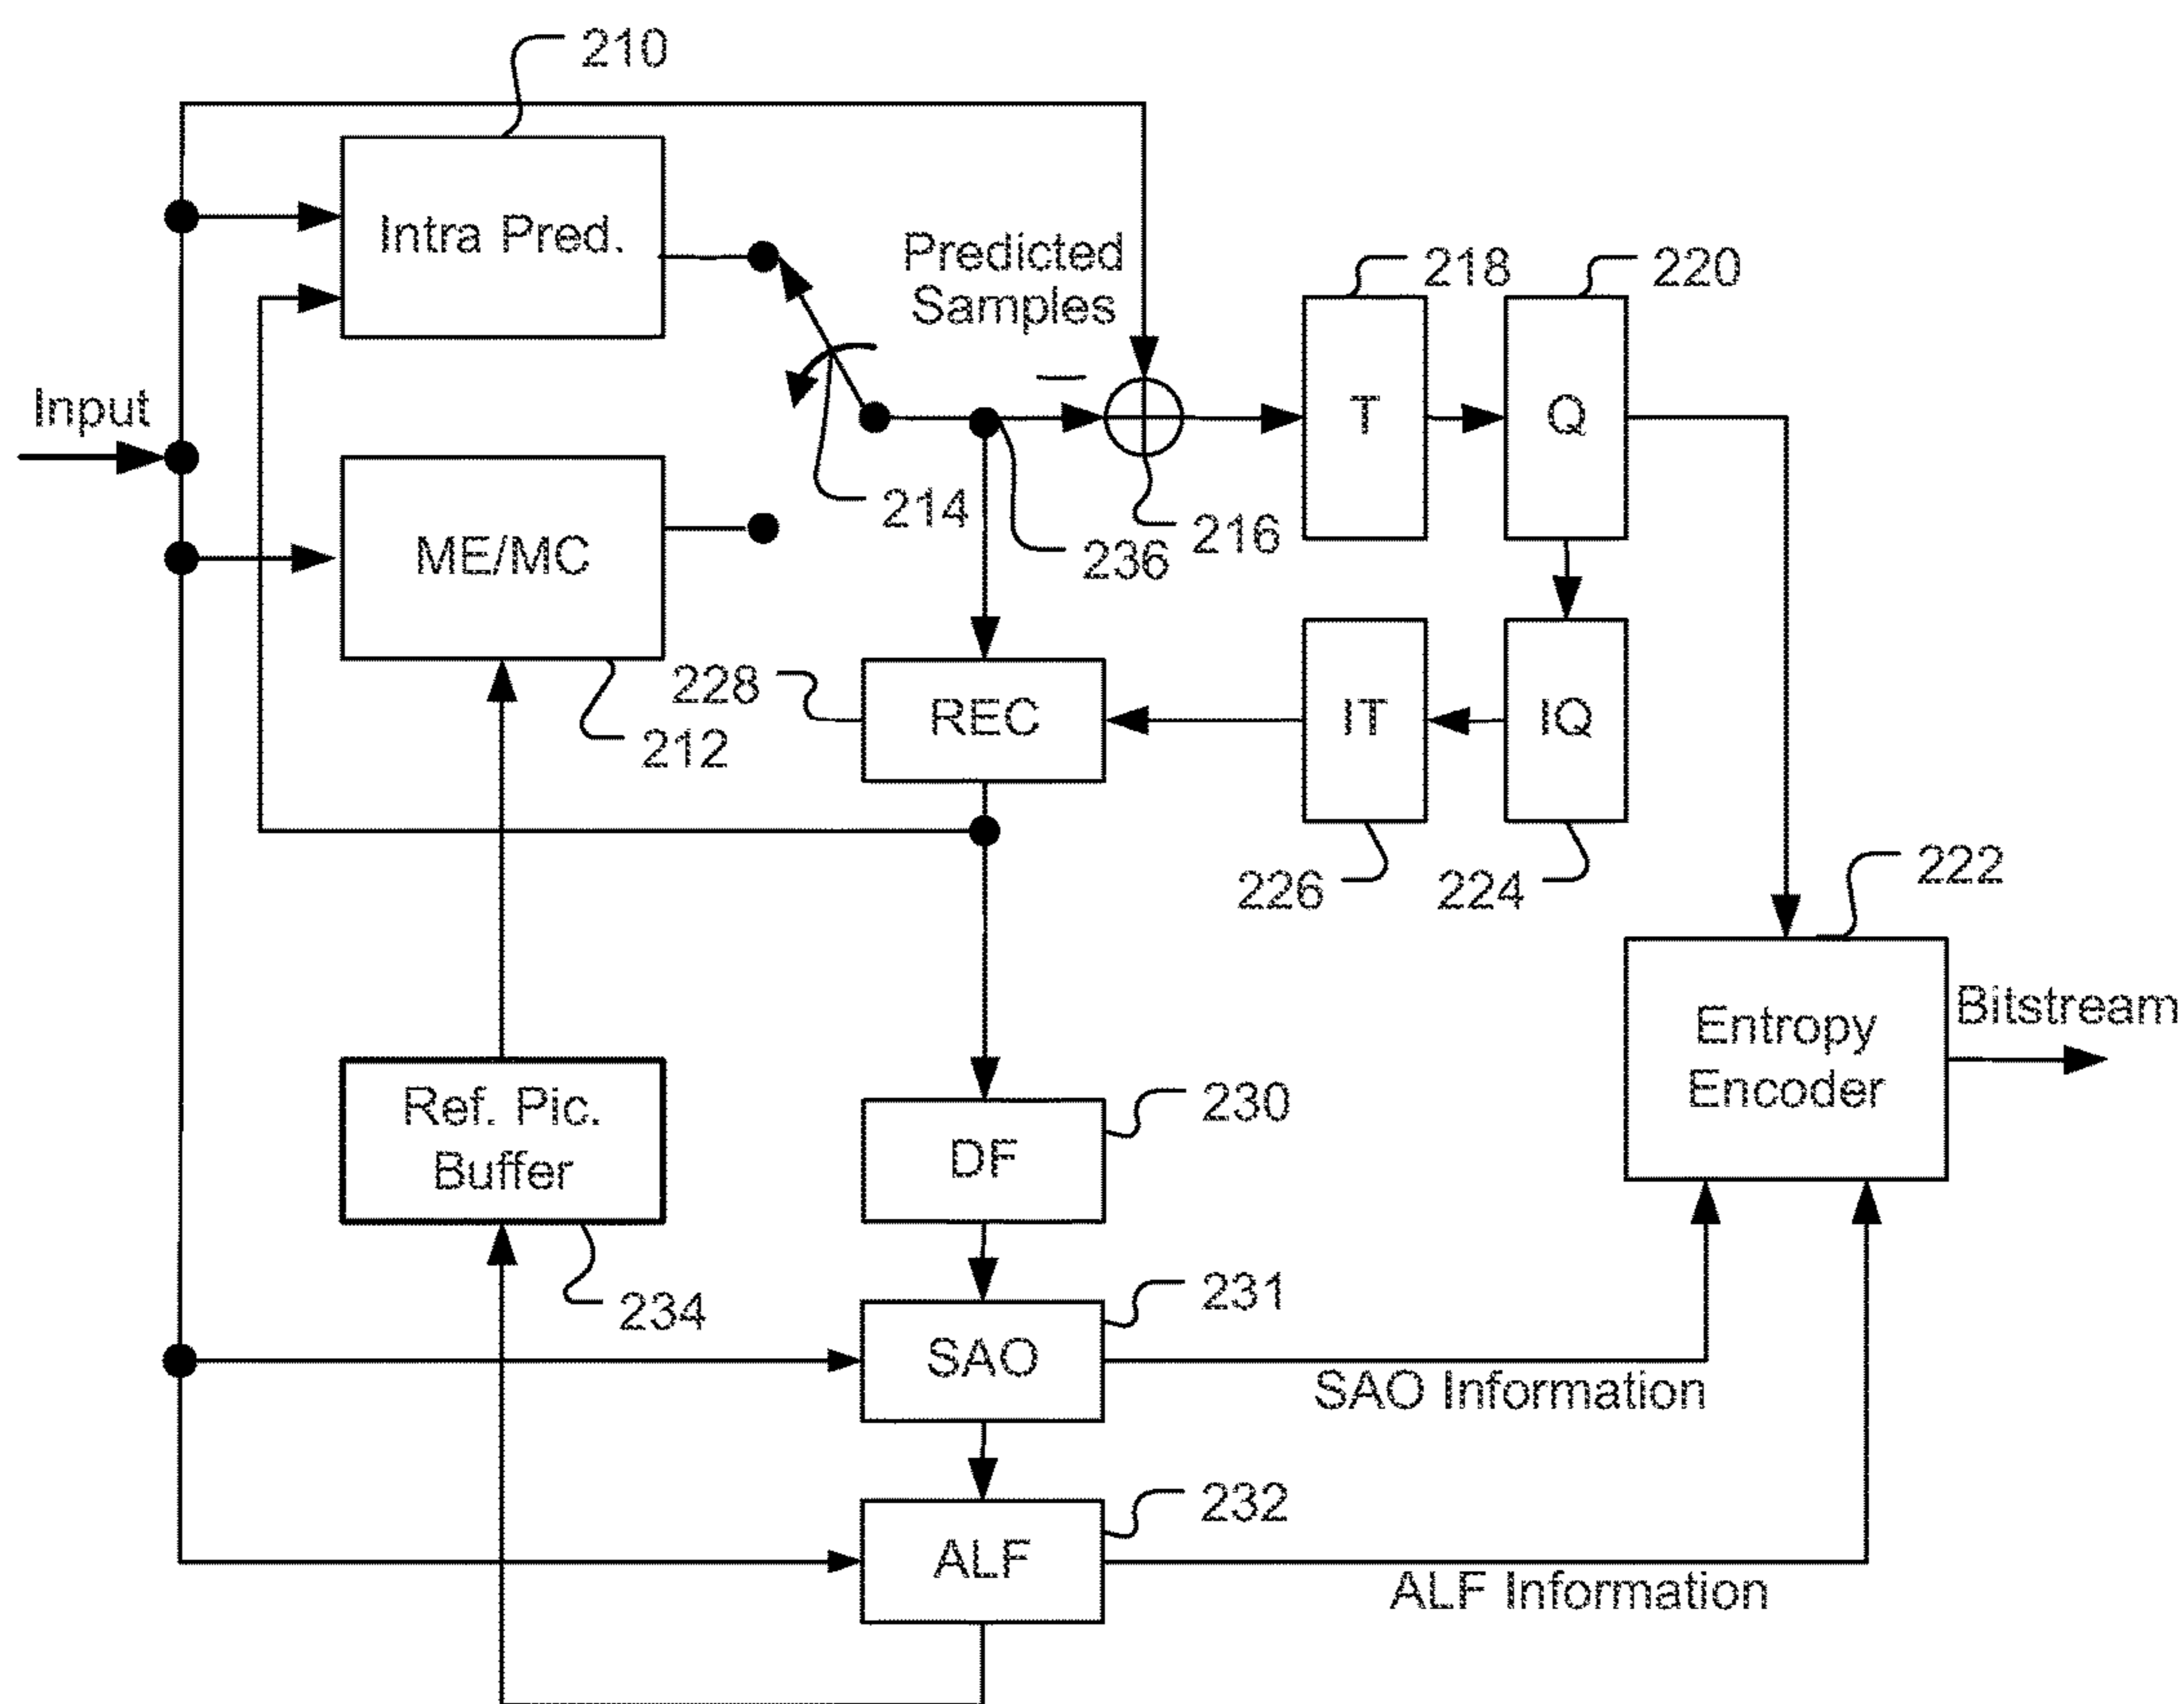 210
Intra Pred.
Predicted
Samples
218
220
Input
T
Q
–
214
216
236
ME/MC
228
REC
IT
IQ
212
226
224
222
Entropy
Encoder
Bitstream
Ref. Pic.
Buffer
230
DF
234
231
SAO
SAO Information
232
ALF
ALF Information